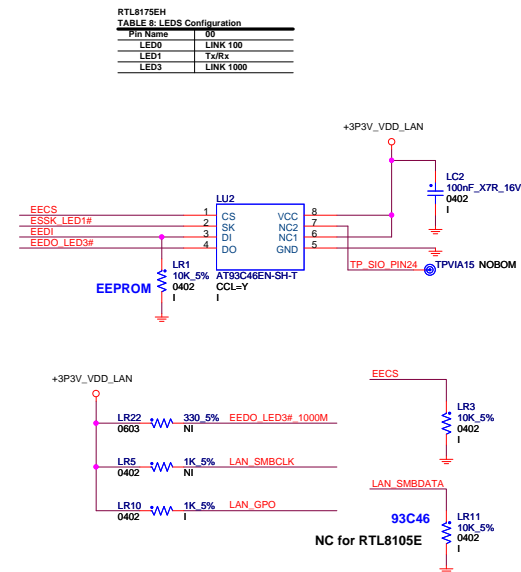 RTL8175EH
TABLE 8: LEDS Configuration
Pin Name 00
LED0 LINK 100
LED1 Tx/Rx
LED3 LINK 1000
+3P3V_VDD_LAN
LC2
100nF_X7R_16V
0402
I
LU2
EECS 1 CS VCC 8
ESSK_LED1# 2 SK NC2 7
EEDI 3 DI NC1 6
EEDO_LED3# 4 DO GND 5
AT93C46EN-SH-T
CCL=Y
I
TP_SIO_PIN24 TPVIA15 NOBOM
LR1
10K_5%
0402
I
EEPROM
+3P3V_VDD_LAN
LR22 330_5% EEDO_LED3#_1000M
0603 NI
LR5 1K_5% LAN_SMBCLK
0402 NI
LR10 1K_5% LAN_GPO
0402 I
EECS
LR3
10K_5%
0402
I
LAN_SMBDATA
93C46
NC for RTL8105E
LR11
10K_5%
0402
I